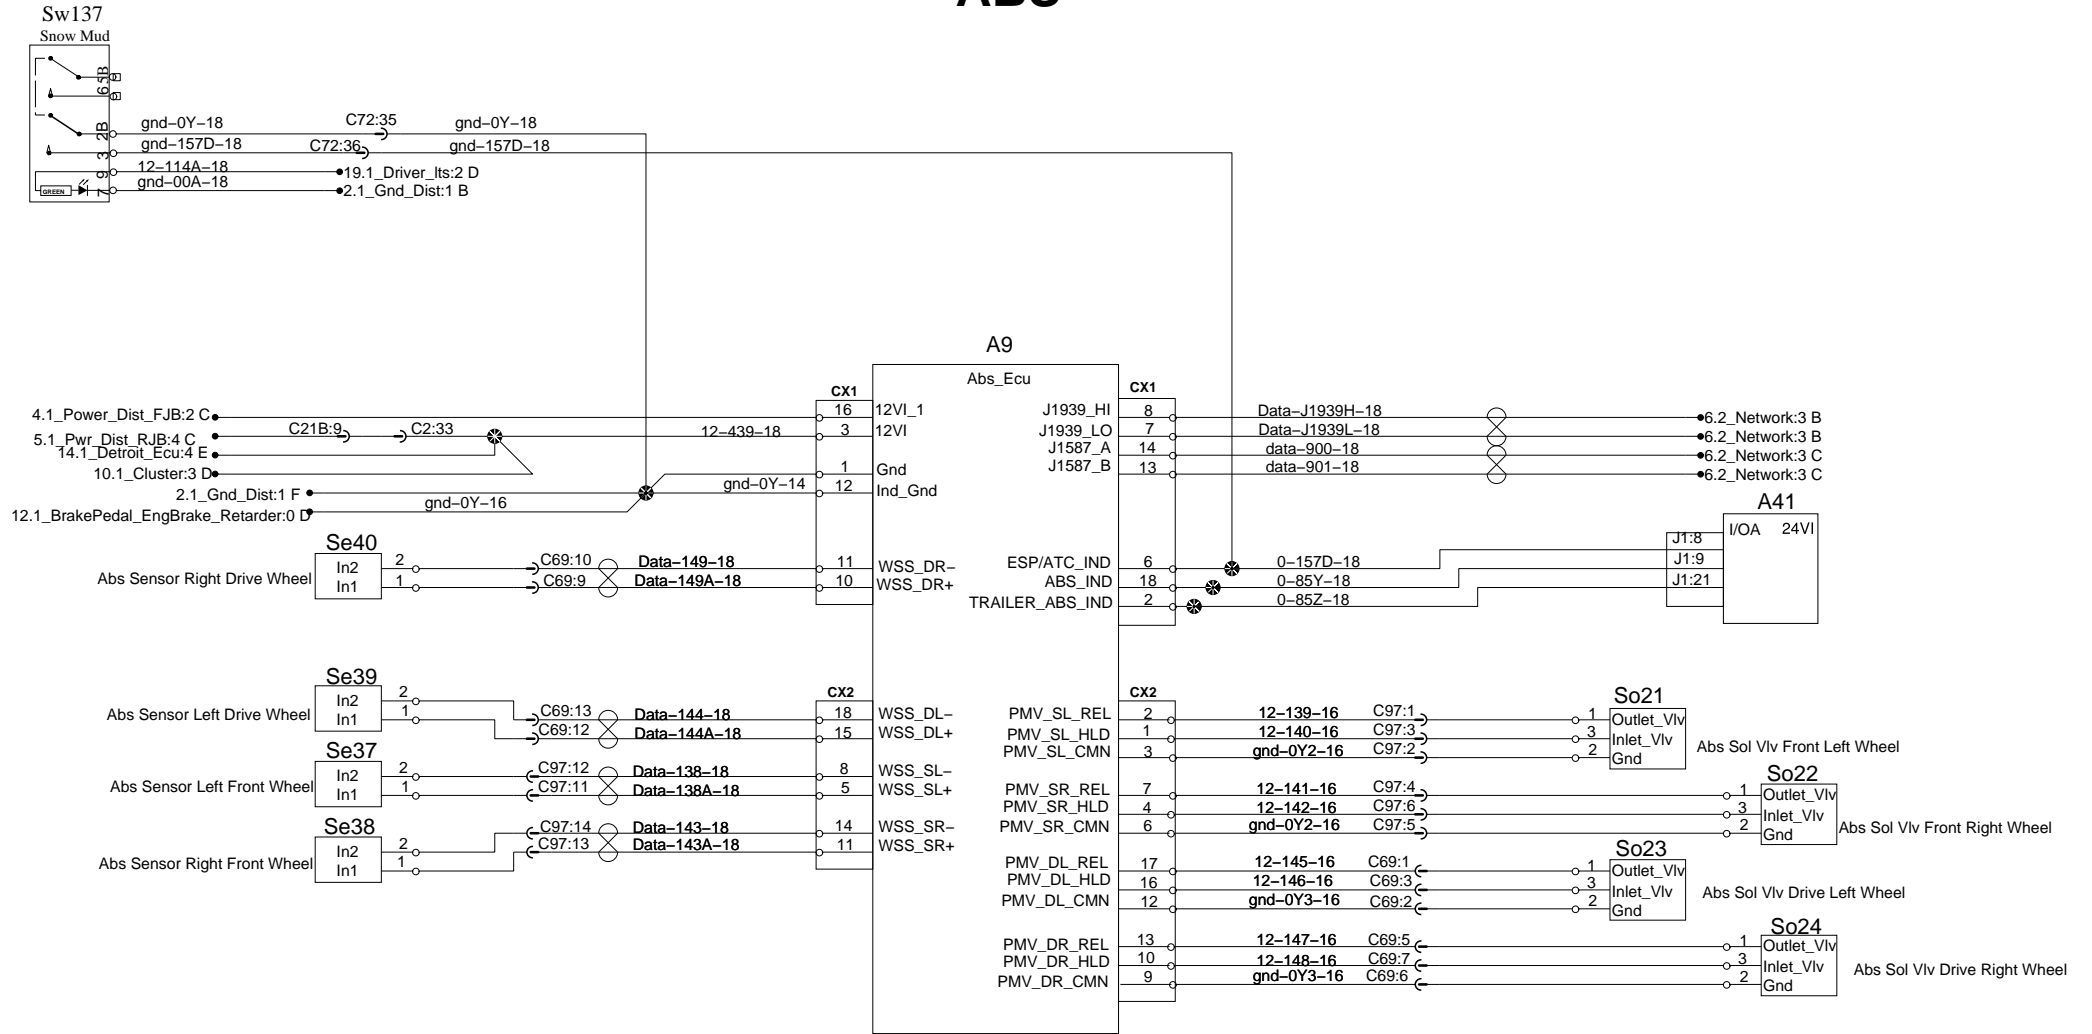 ABS
Sw137
Snow Mud
5B
6
2B
3
9
7
GREEN
gnd–0Y–18
C72:35
gnd–0Y–18
gnd–157D–18
C72:36
gnd–157D–18
12–114A–18
19.1_Driver_lts:2 D
gnd–00A–18
2.1_Gnd_Dist:1 B
A9
Abs_Ecu
CX1
CX1
4.1_Power_Dist_FJB:2 C
16
12VI_1
5.1_Pwr_Dist_RJB:4 C
C21B:9
C2:33
12–439–18
3
12VI
14.1_Detroit_Ecu:4 E
10.1_Cluster:3 D
1
Gnd
2.1_Gnd_Dist:1 F
gnd–0Y–14
12
Ind_Gnd
12.1_BrakePedal_EngBrake_Retarder:0 D
gnd–0Y–16
J1939_HI
8
Data–J1939H–18
6.2_Network:3 B
J1939_LO
7
Data–J1939L–18
6.2_Network:3 B
J1587_A
14
data–900–18
6.2_Network:3 C
J1587_B
13
data–901–18
6.2_Network:3 C
A41
I/OA
24VI
J1:8
J1:9
J1:21
ESP/ATC_IND
6
0–157D–18
ABS_IND
18
0–85Y–18
TRAILER_ABS_IND
2
0–85Z–18
Se40
Abs Sensor Right Drive Wheel
In2
2
C69:10
Data–149–18
11
WSS_DR–
In1
1
C69:9
Data–149A–18
10
WSS_DR+
Se39
CX2
Abs Sensor Left Drive Wheel
In2
2
C69:13
Data–144–18
18
WSS_DL–
In1
1
C69:12
Data–144A–18
15
WSS_DL+
Se37
Abs Sensor Left Front Wheel
In2
2
C97:12
Data–138–18
8
WSS_SL–
In1
1
C97:11
Data–138A–18
5
WSS_SL+
Se38
Abs Sensor Right Front Wheel
In2
2
C97:14
Data–143–18
14
WSS_SR–
In1
1
C97:13
Data–143A–18
11
WSS_SR+
CX2
So21
PMV_SL_REL
2
12–139–16
C97:1
1
Outlet_Vlv
PMV_SL_HLD
1
12–140–16
C97:3
3
Inlet_Vlv
PMV_SL_CMN
3
gnd–0Y2–16
C97:2
2
Gnd
Abs Sol Vlv Front Left Wheel
So22
PMV_SR_REL
7
12–141–16
C97:4
1
Outlet_Vlv
PMV_SR_HLD
4
12–142–16
C97:6
3
Inlet_Vlv
PMV_SR_CMN
6
gnd–0Y2–16
C97:5
2
Gnd
Abs Sol Vlv Front Right Wheel
So23
PMV_DL_REL
17
12–145–16
C69:1
1
Outlet_Vlv
PMV_DL_HLD
16
12–146–16
C69:3
3
Inlet_Vlv
PMV_DL_CMN
12
gnd–0Y3–16
C69:2
2
Gnd
Abs Sol Vlv Drive Left Wheel
So24
PMV_DR_REL
13
12–147–16
C69:5
1
Outlet_Vlv
PMV_DR_HLD
10
12–148–16
C69:7
3
Inlet_Vlv
PMV_DR_CMN
9
gnd–0Y3–16
C69:6
2
Gnd
Abs Sol Vlv Drive Right Wheel